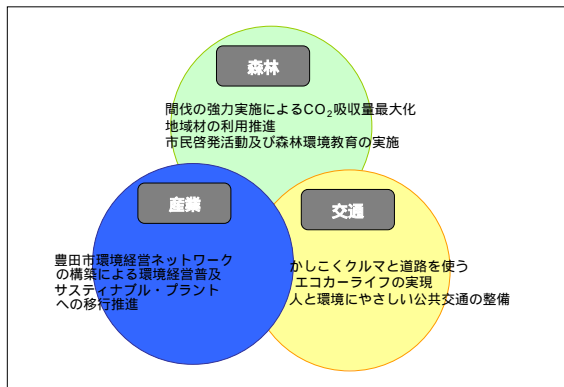 森林
間伐の強力実施によるCO₂吸収量最大化
地域材の利用推進
市民啓発活動及び森林環境教育の実施
産業
豊田市環境経営ネットワーク
の構築による環境経営普及
サスティナブル・プラント
への移行推進
交通
かしこくクルマと道路を使う
エコカーライフの実現
人と環境にやさしい公共交通の整備